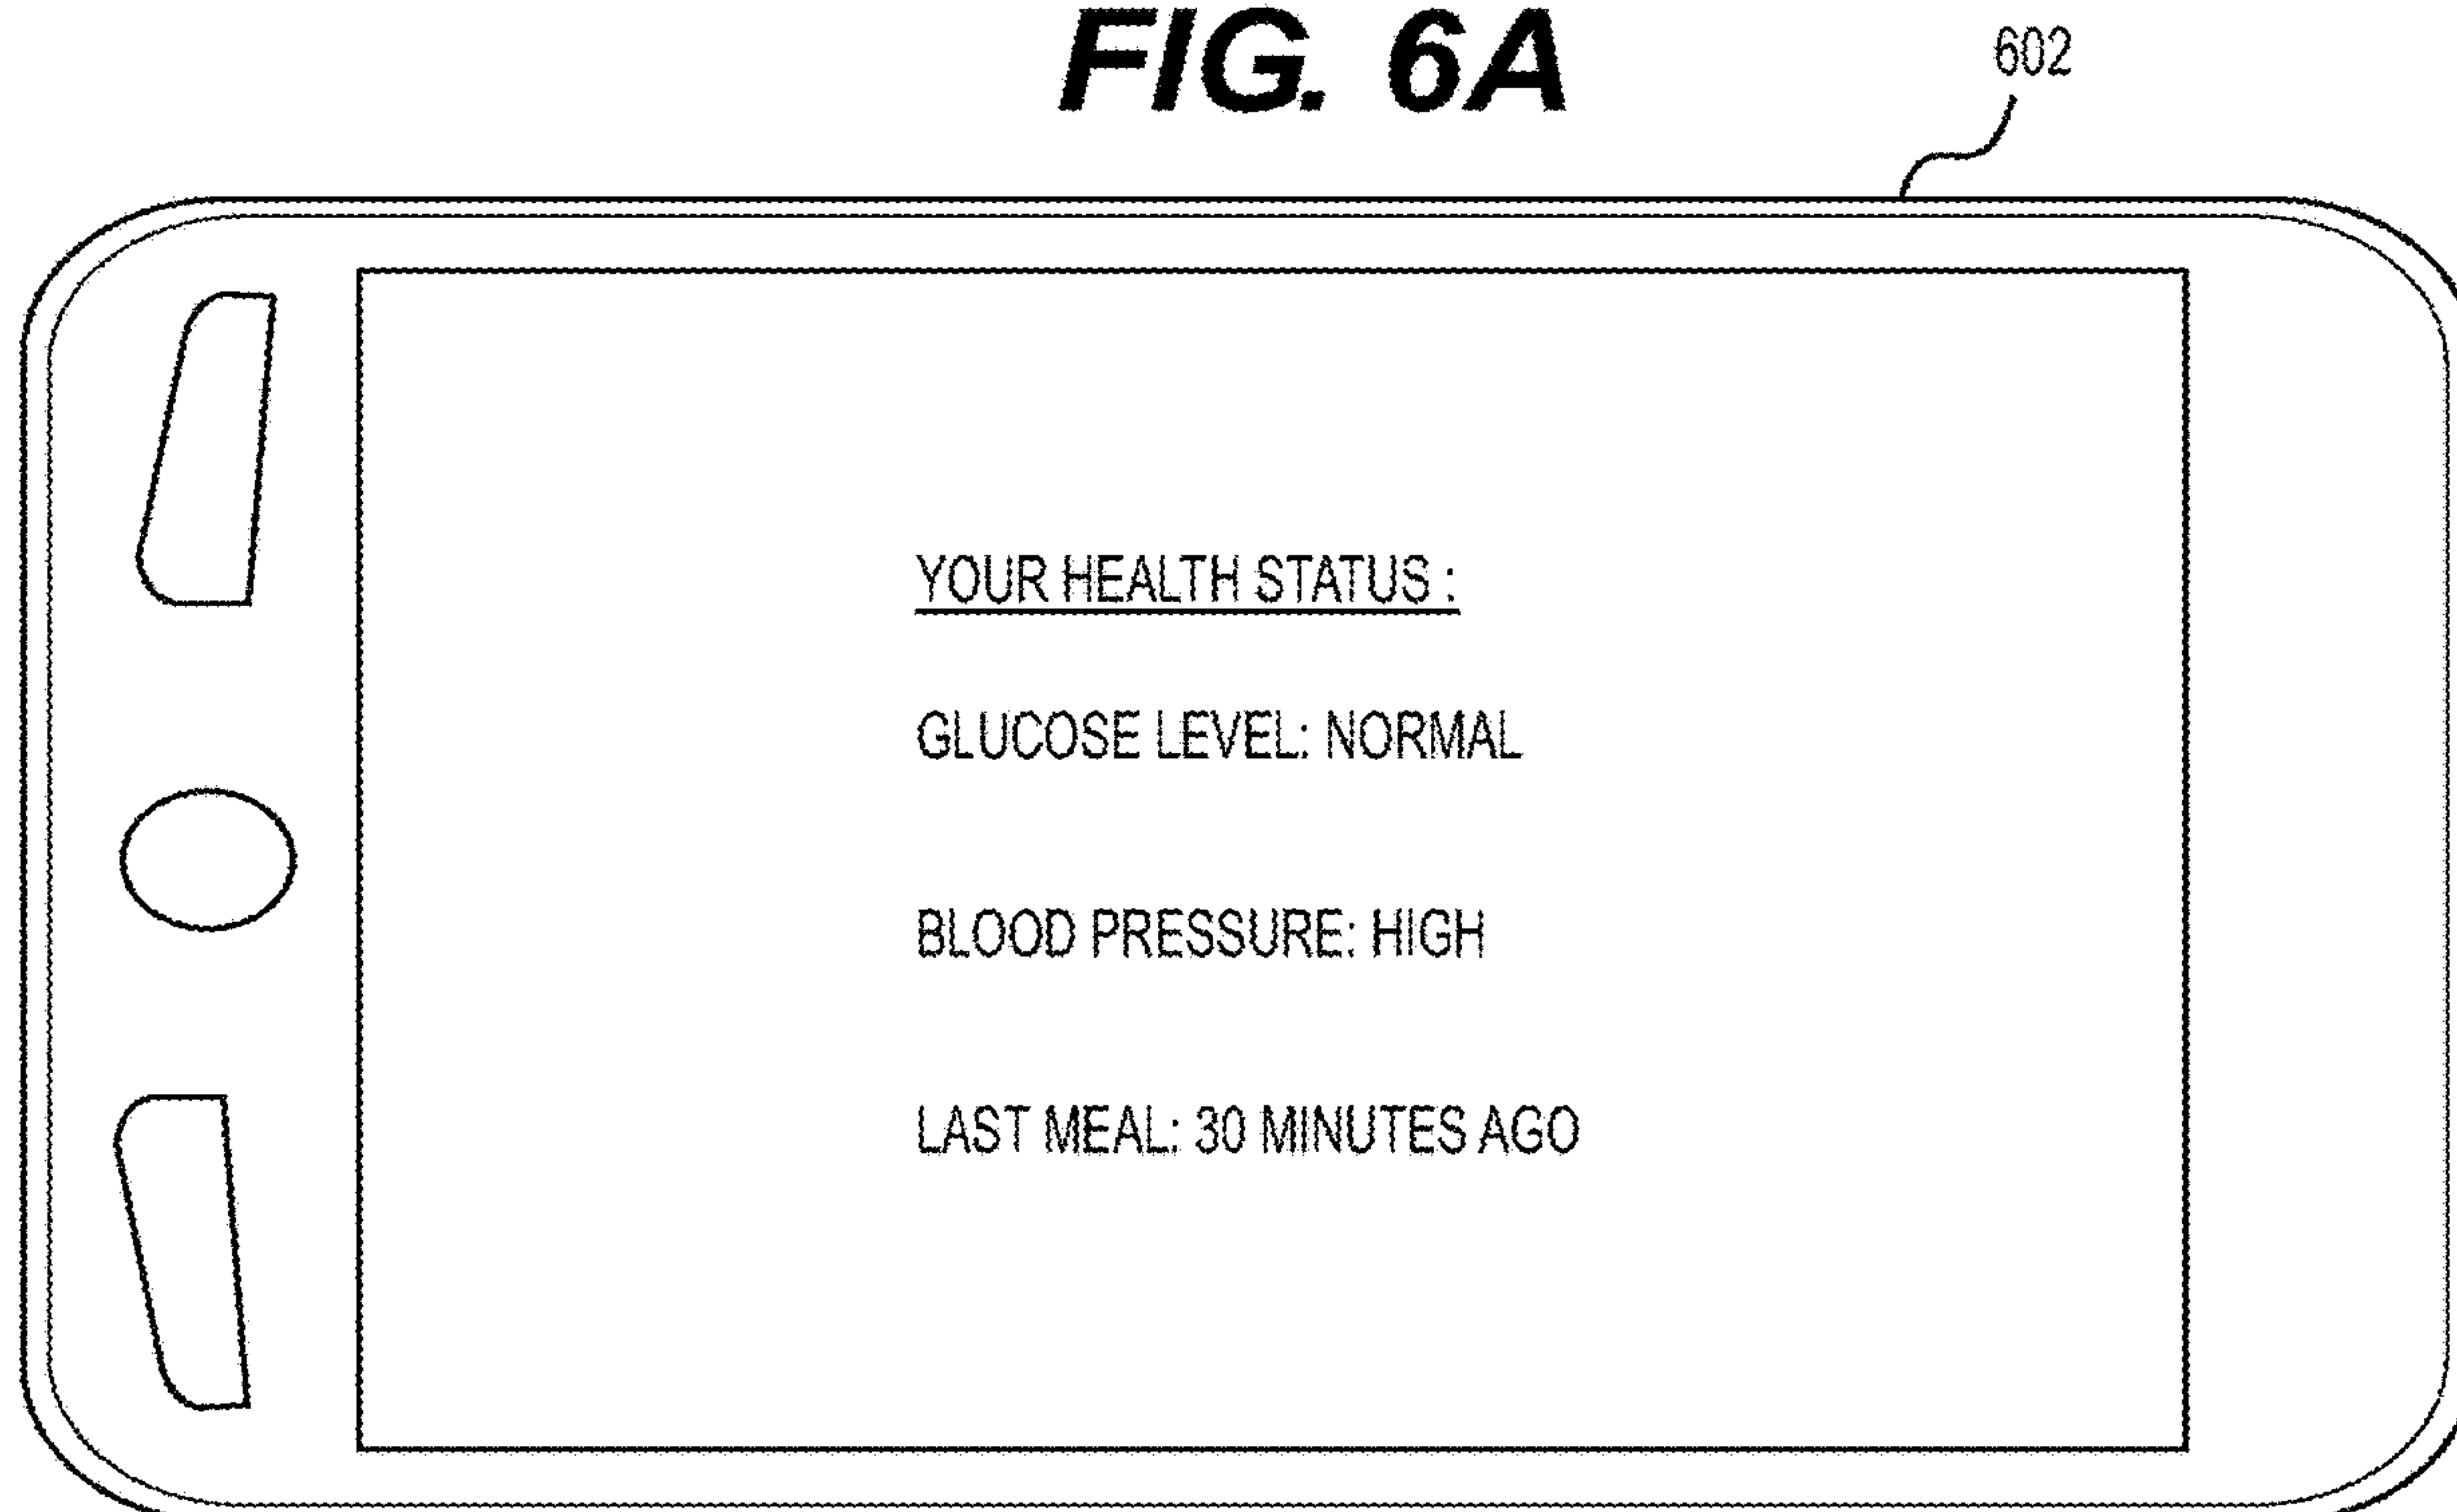 FIG. 6A
602
YOUR HEALTH STATUS :
GLUCOSE LEVEL: NORMAL
BLOOD PRESSURE: HIGH
LAST MEAL: 30 MINUTES AGO